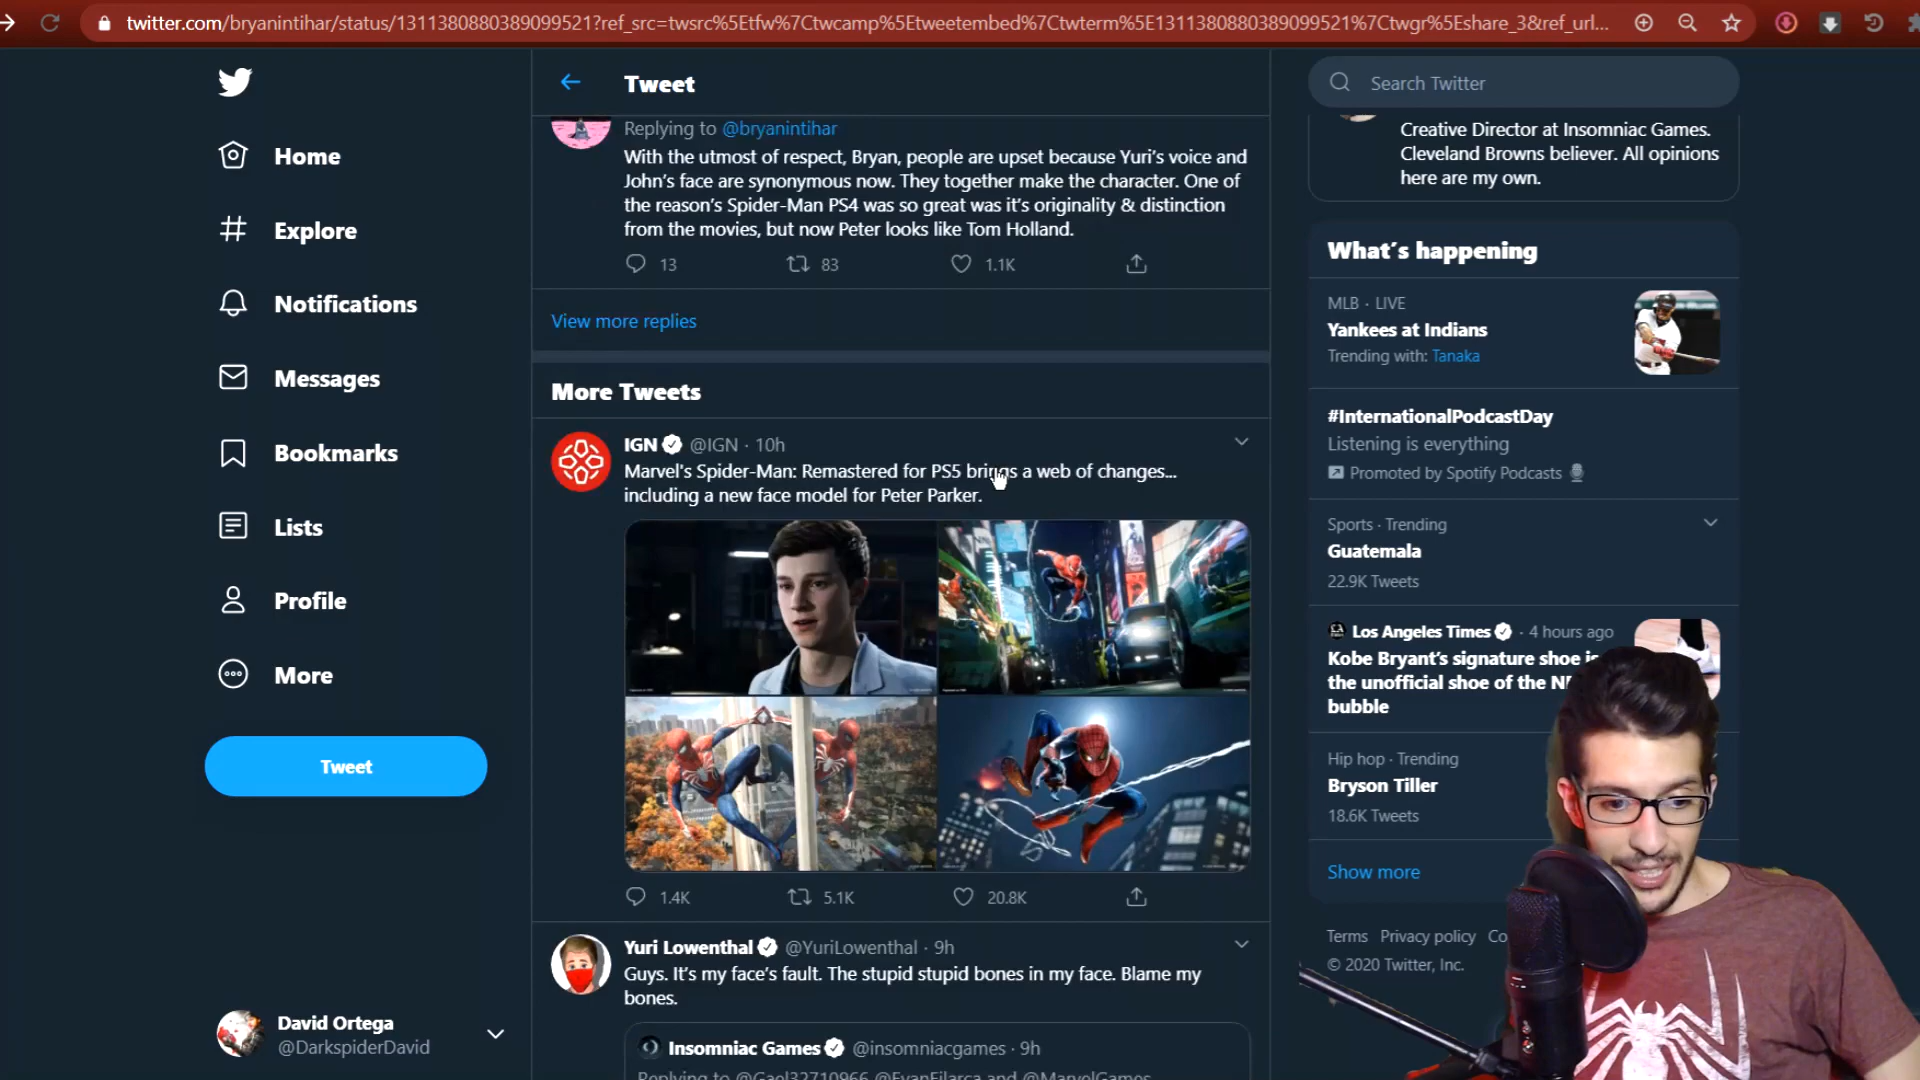 twitter.com/bryanintihar/status/1311380880389099521?ref_src=twsrc%5Etfw%7Ctwcamp%5Etweetembed%7Ctwterm%5E1311380880389099521%7Ctwgr%5Eshare_3&ref_url...
Home
Explore
Notifications
Messages
Bookmarks
Lists
Profile
More
Tweet
David Ortega
@DarkspiderDavid
Tweet
Replying to @bryanintihar
With the utmost of respect, Bryan, people are upset because Yuri's voice and
John's face are synonymous now. They together make the character. One of
the reason's Spider-Man PS4 was so great was it's originality & distinction
from the movies, but now Peter looks like Tom Holland.
13 83 1.1K
View more replies
More Tweets
IGN @IGN · 10h
Marvel's Spider-Man: Remastered for PS5 brings a web of changes...
including a new face model for Peter Parker.
1.4K 5.1K 20.8K
Yuri Lowenthal @YuriLowenthal · 9h
Guys. It's my face's fault. The stupid stupid bones in my face. Blame my
bones.
Insomniac Games @insomniacgames · 9h
Replying to @Gael32710966 @EvanFilarca and @MarvelGames
Search Twitter
Creative Director at Insomniac Games.
Cleveland Browns believer. All opinions
here are my own.
What's happening
MLB · LIVE
Yankees at Indians
Trending with: Tanaka
#InternationalPodcastDay
Listening is everything
Promoted by Spotify Podcasts
Sports · Trending
Guatemala
22.9K Tweets
Los Angeles Times · 4 hours ago
Kobe Bryant's signature shoe is
the unofficial shoe of the
bubble
Hip hop · Trending
Bryson Tiller
18.6K Tweets
Show more
Terms Privacy policy
© 2020 Twitter, Inc.